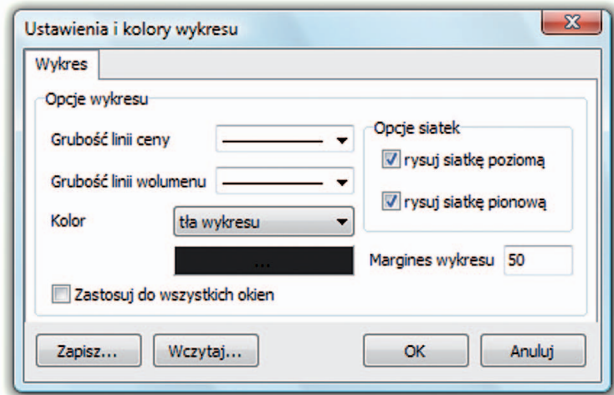 Ustawienia i kolory wykresu
Wykres
Opcje wykresu
Grubość linii ceny
Grubość linii wolumenu
Kolor
tła wykresu
...
Zastosuj do wszystkich okien
Opcje siatek
rysuj siatkę poziomą
rysuj siatkę pionową
Margines wykresu 50
Zapisz...
Wczytaj...
OK
Anuluj